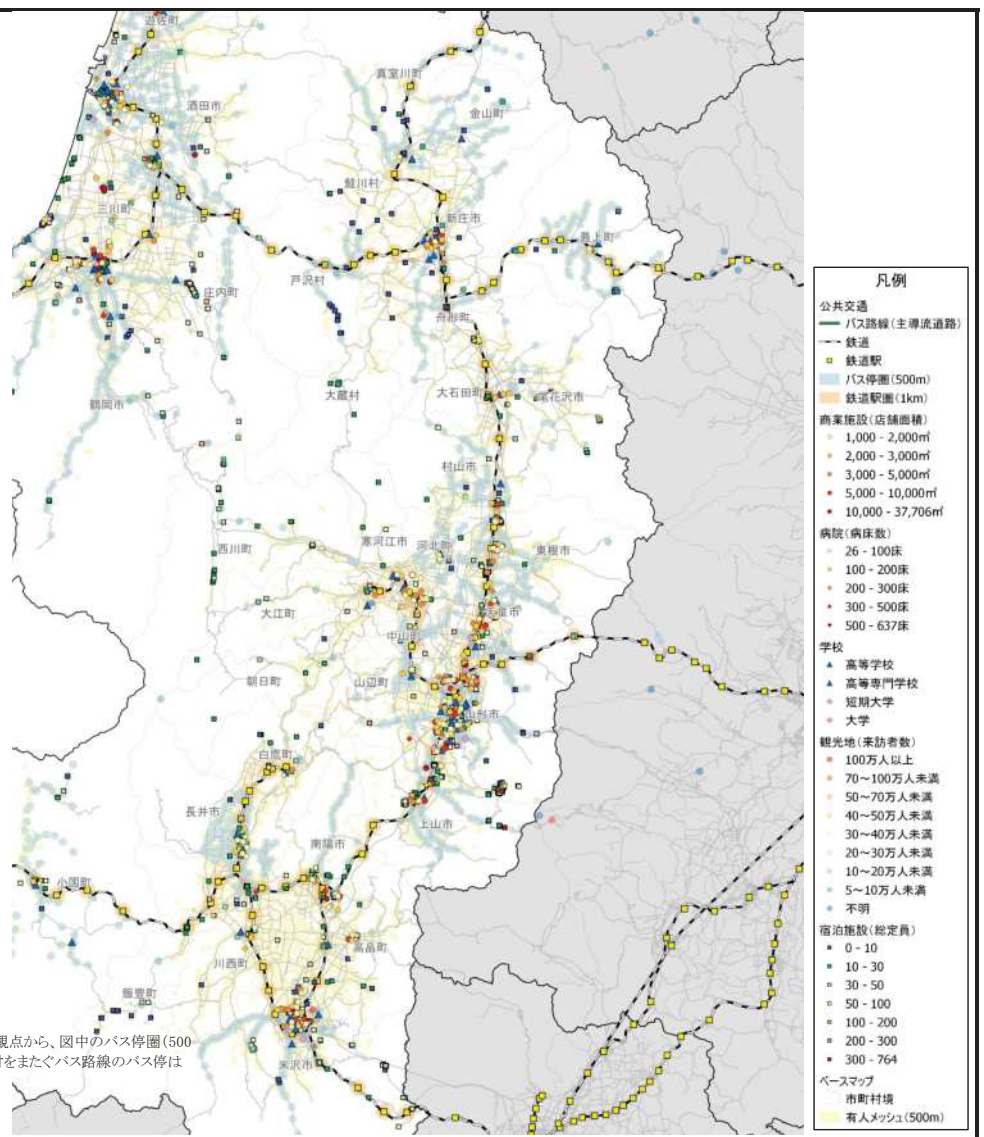 遊佐町
真室川町
酒田市
金山町
鮭川村
三川町
新庄市
最上町
戸沢村
庄内町
舟形町
大蔵村
大石田町
尾花沢市
鶴岡市
村山市
西川町
寒河江市
河北町
東根市
大江町
天童市
中山町
朝日町
山辺町
山形市
白鷹町
長井市
上山市
南陽市
小国町
高畠町
川西町
飯豊町
米沢市
観点から、図中のバス停圏(500
村をまたぐバス路線のバス停は
凡例
公共交通
バス路線(主導流道路)
鉄道
鉄道駅
バス停圏(500m)
鉄道駅圏(1km)
商業施設(店舗面積)
1,000 - 2,000㎡
2,000 - 3,000㎡
3,000 - 5,000㎡
5,000 - 10,000㎡
10,000 - 37,706㎡
病院(病床数)
26 - 100床
100 - 200床
200 - 300床
300 - 500床
500 - 637床
学校
高等学校
高等専門学校
短期大学
大学
観光地(来訪者数)
100万人以上
70～100万人未満
50～70万人未満
40～50万人未満
30～40万人未満
20～30万人未満
10～20万人未満
5～10万人未満
不明
宿泊施設(総定員)
0 - 10
10 - 30
30 - 50
50 - 100
100 - 200
200 - 300
300 - 764
ベースマップ
市町村境
有人メッシュ(500m)